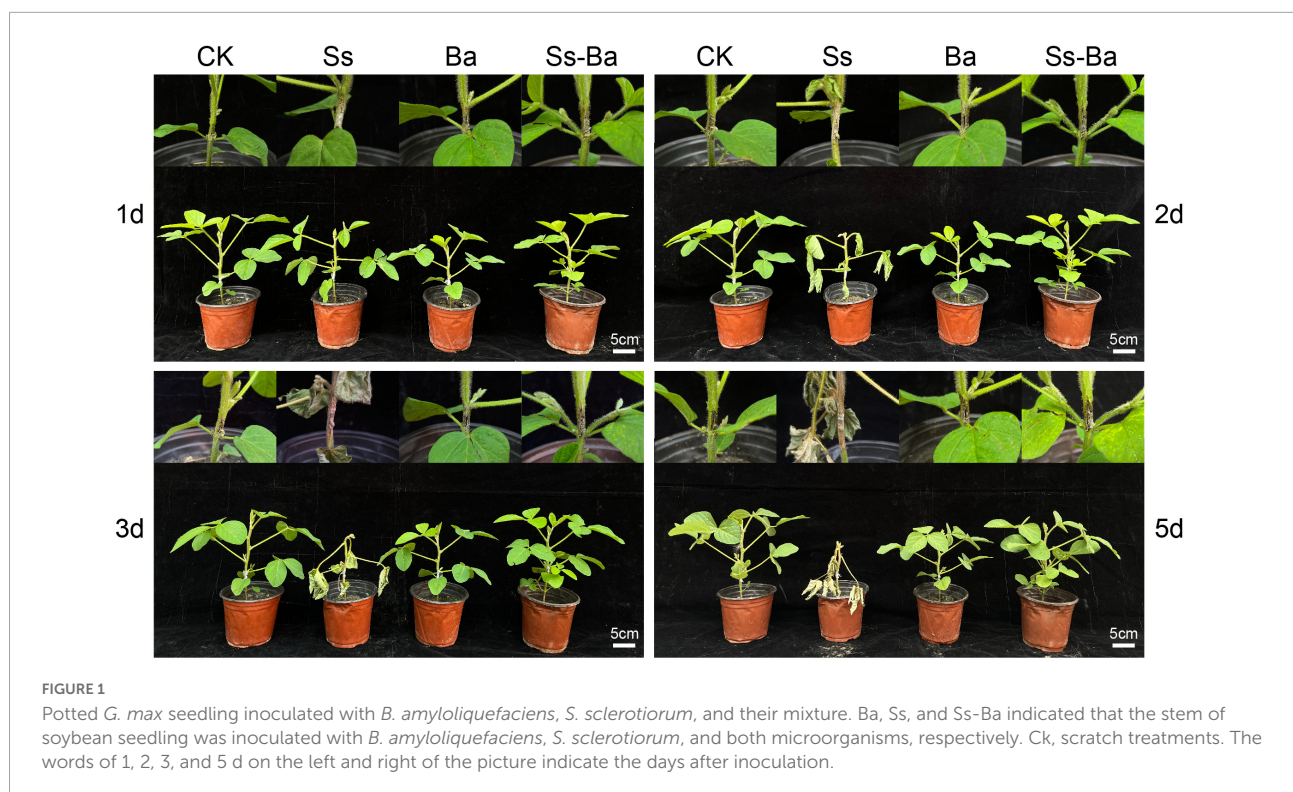 CK Ss Ba Ss-Ba CK Ss Ba Ss-Ba
1d 2d
5cm 5cm
3d 5d
5cm 5cm
FIGURE 1
Potted G. max seedling inoculated with B. amyloliquefaciens, S. sclerotiorum, and their mixture. Ba, Ss, and Ss-Ba indicated that the stem of
soybean seedling was inoculated with B. amyloliquefaciens, S. sclerotiorum, and both microorganisms, respectively. Ck, scratch treatments. The
words of 1, 2, 3, and 5 d on the left and right of the picture indicate the days after inoculation.